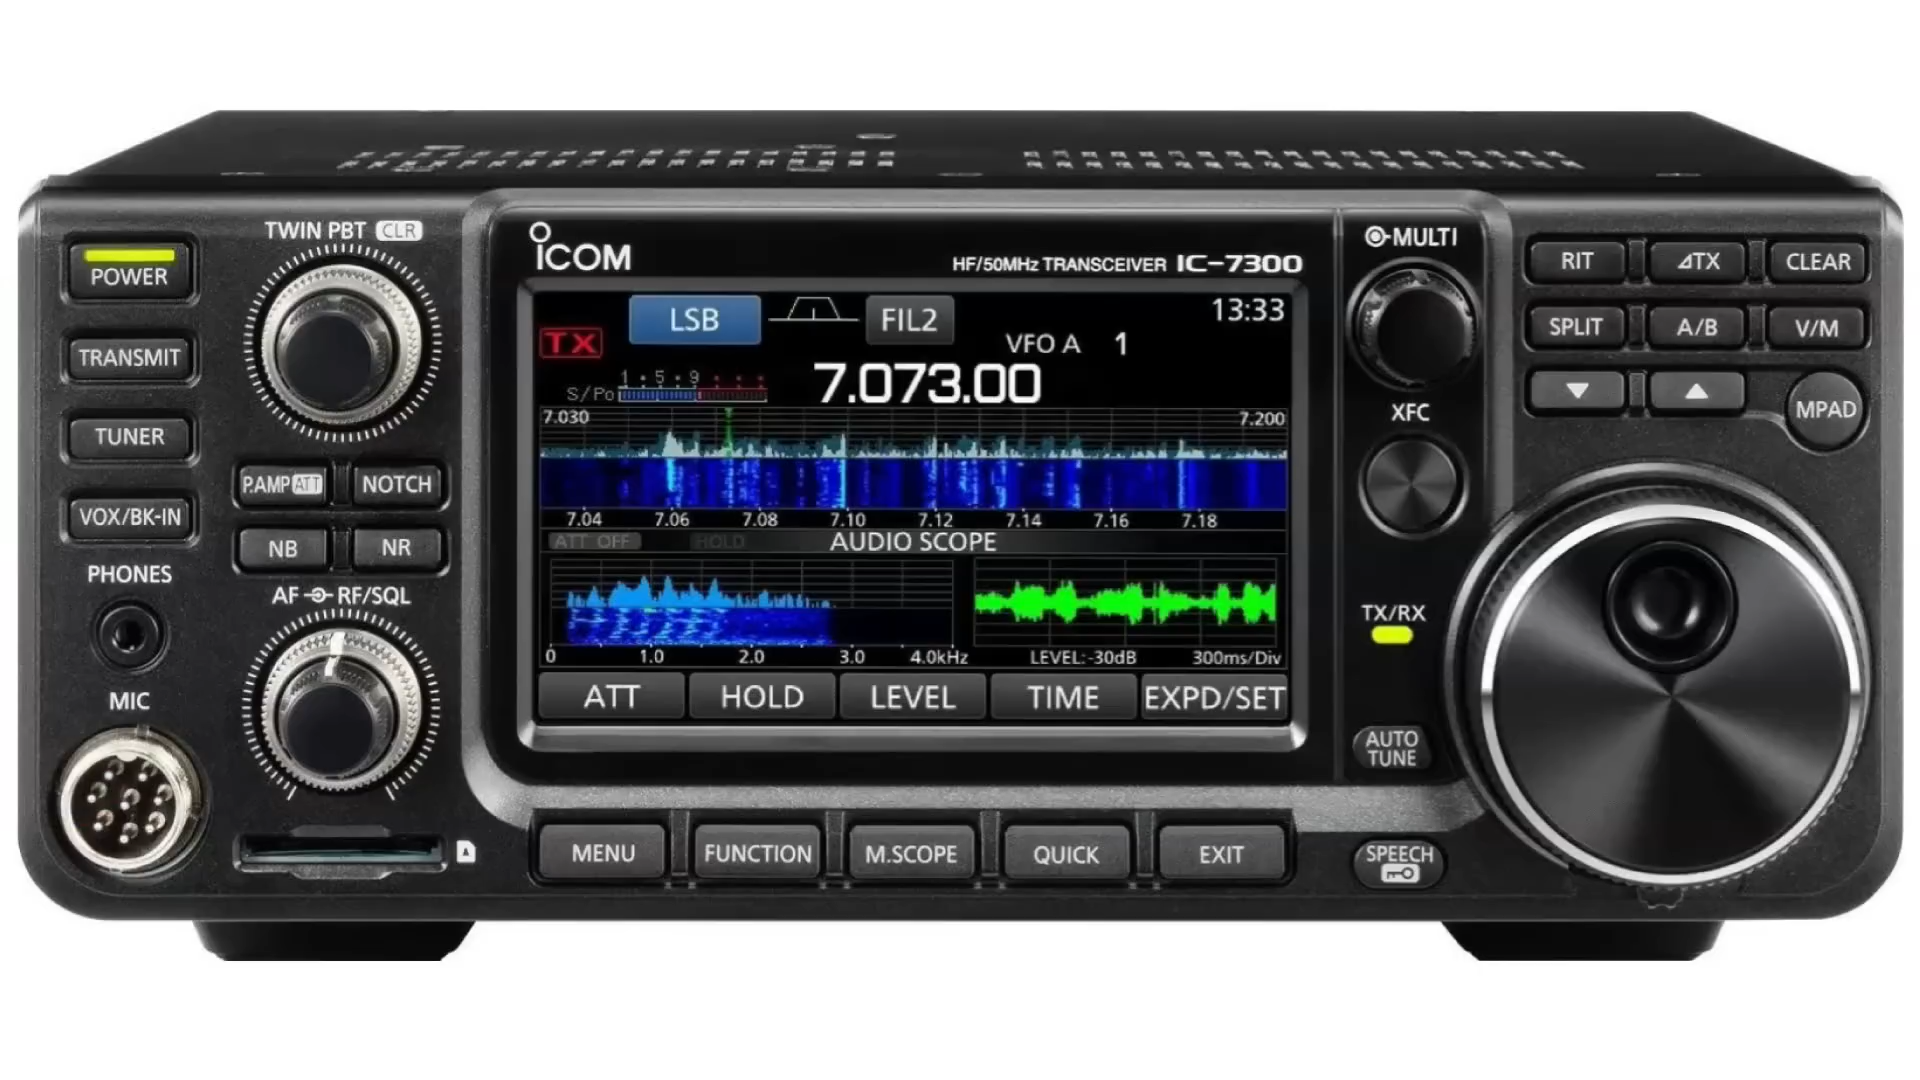 TWIN PBT CLR
POWER
TRANSMIT
TUNER
VOX/BK-IN
P.AMP ATT
NOTCH
NB
NR
PHONES
AF RF/SQL
MIC
ICOM
HF/50MHz TRANSCEIVER IC-7300
LSB
FIL2
13:33
TX
VFO A 1
1 • 5 • 9
S/Po
7.073.00
7.030
7.200
7.04 7.06 7.08 7.10 7.12 7.14 7.16 7.18
ATT OFF
HOLD
AUDIO SCOPE
0 1.0 2.0 3.0 4.0kHz
LEVEL:-30dB 300ms/Div
ATT HOLD LEVEL TIME EXPD/SET
MENU FUNCTION M.SCOPE QUICK EXIT
MULTI
XFC
TX/RX
AUTO
TUNE
SPEECH
RIT ⊿TX CLEAR
SPLIT A/B V/M
▼ ▲
MPAD